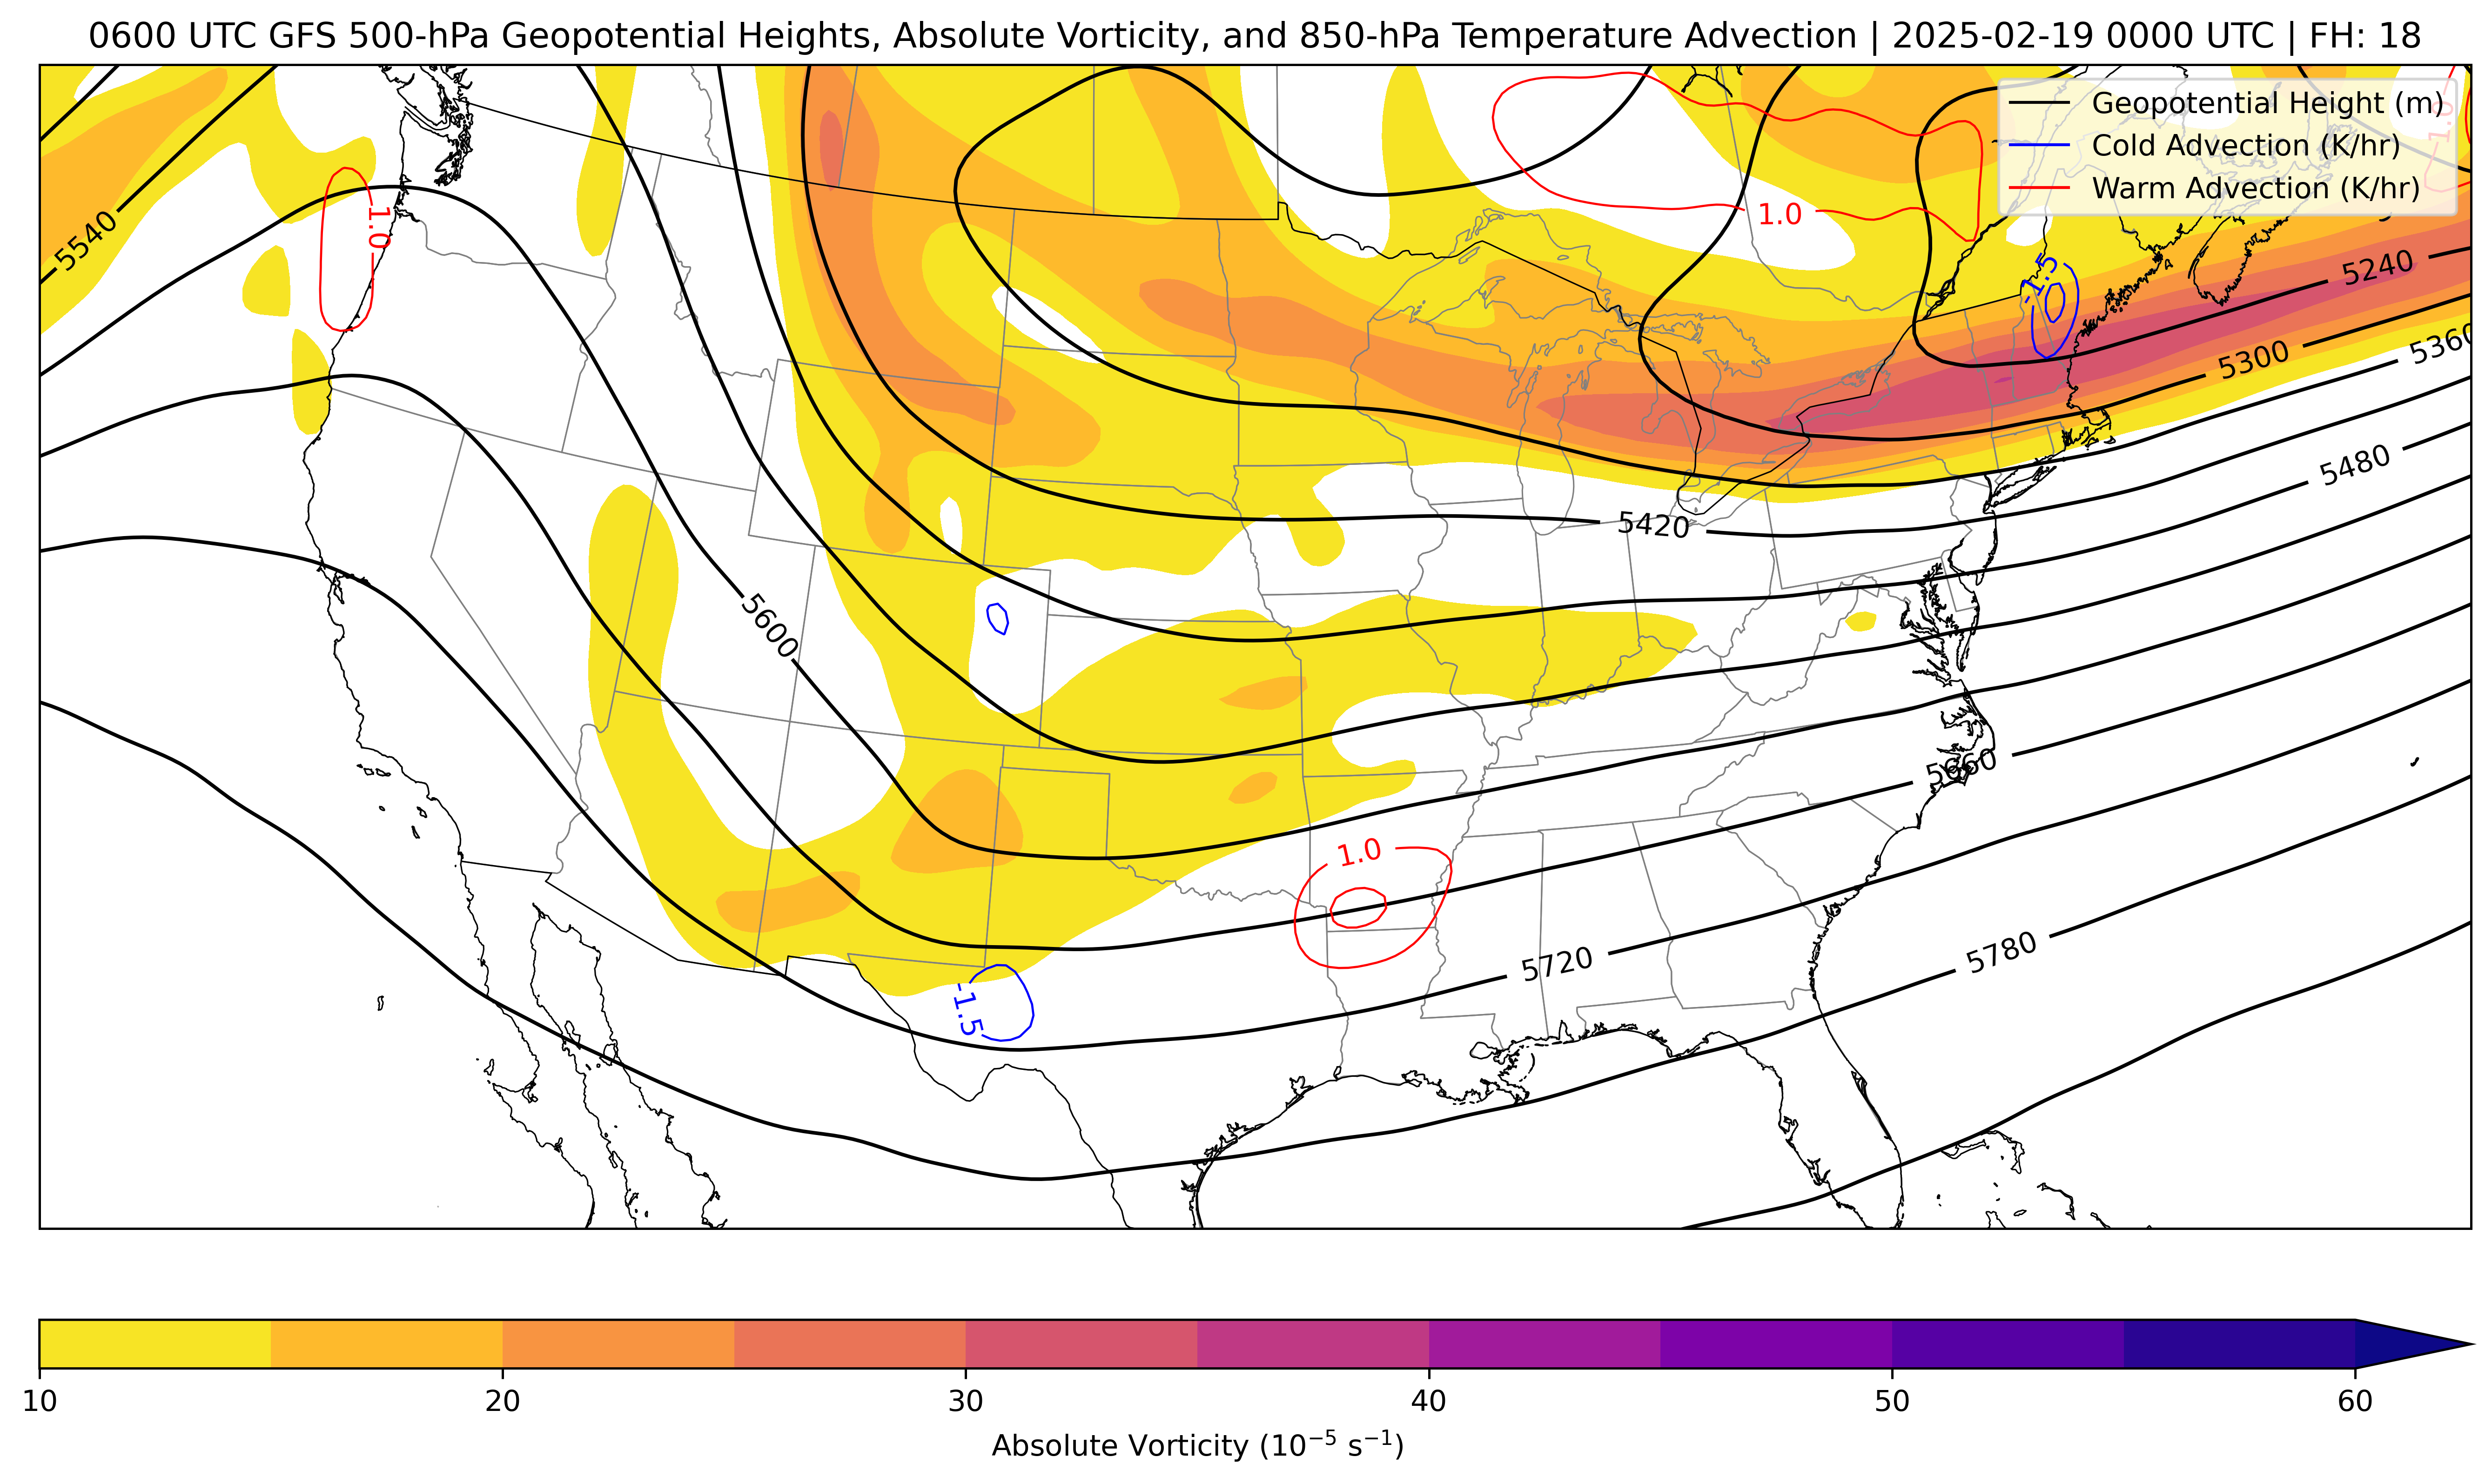 0600 UTC GFS 500-hPa Geopotential Heights, Absolute Vorticity, and 850-hPa Temperature Advection | 2025-02-19 0000 UTC | FH: 18
Geopotential Height (m)
Cold Advection (K/hr)
Warm Advection (K/hr)
1.0
1.0
1.0
5540
-1.5
5240
5300
5360
5480
5420
5600
5660
1.0
5720
5780
-1.5
10 20 30 40 50 60
Absolute Vorticity (10⁻⁵ s⁻¹)